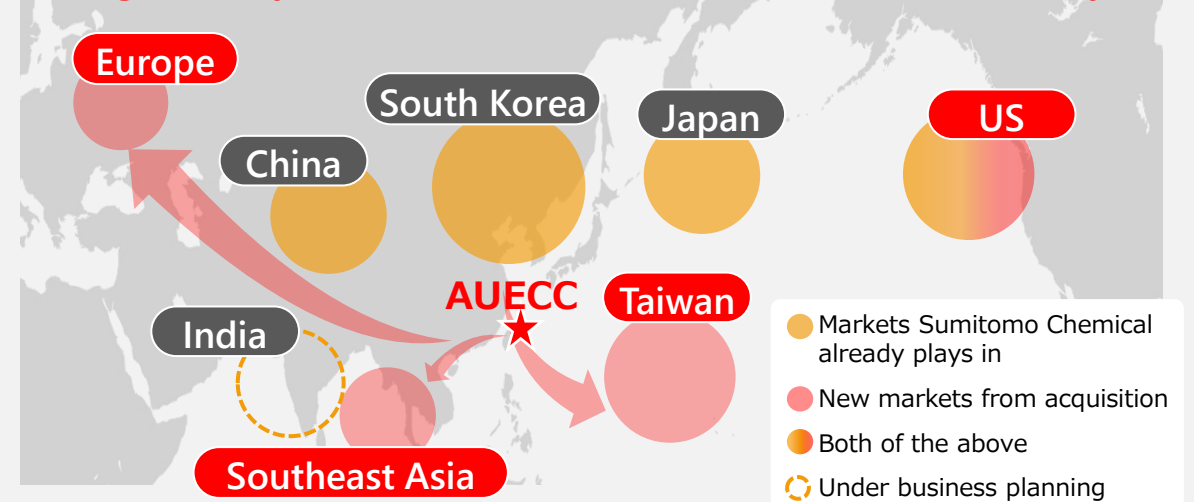 Europe
South Korea
Japan
US
China
AUECC
Taiwan
India
Southeast Asia
Markets Sumitomo Chemical
already plays in
New markets from acquisition
Both of the above
Under business planning